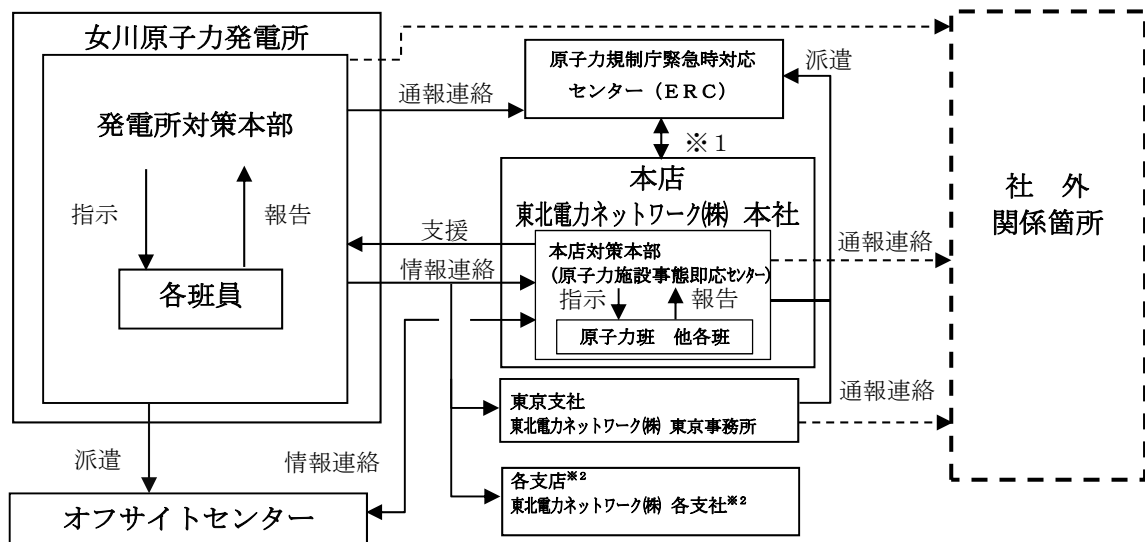 女川原子力発電所
発電所対策本部
指示
報告
各班員
派遣
オフサイトセンター
通報連絡
支援
情報連絡
情報連絡
原子力規制庁緊急時対応
センター（ＥＲＣ）
派遣
※１
本店
東北電力ネットワーク㈱ 本社
本店対策本部
（原子力施設事態即応センター）
指示
報告
原子力班　他各班
東京支社
東北電力ネットワーク㈱ 東京事務所
各支店※2
東北電力ネットワーク㈱ 各支社※2
通報連絡
通報連絡
社　外
関係箇所